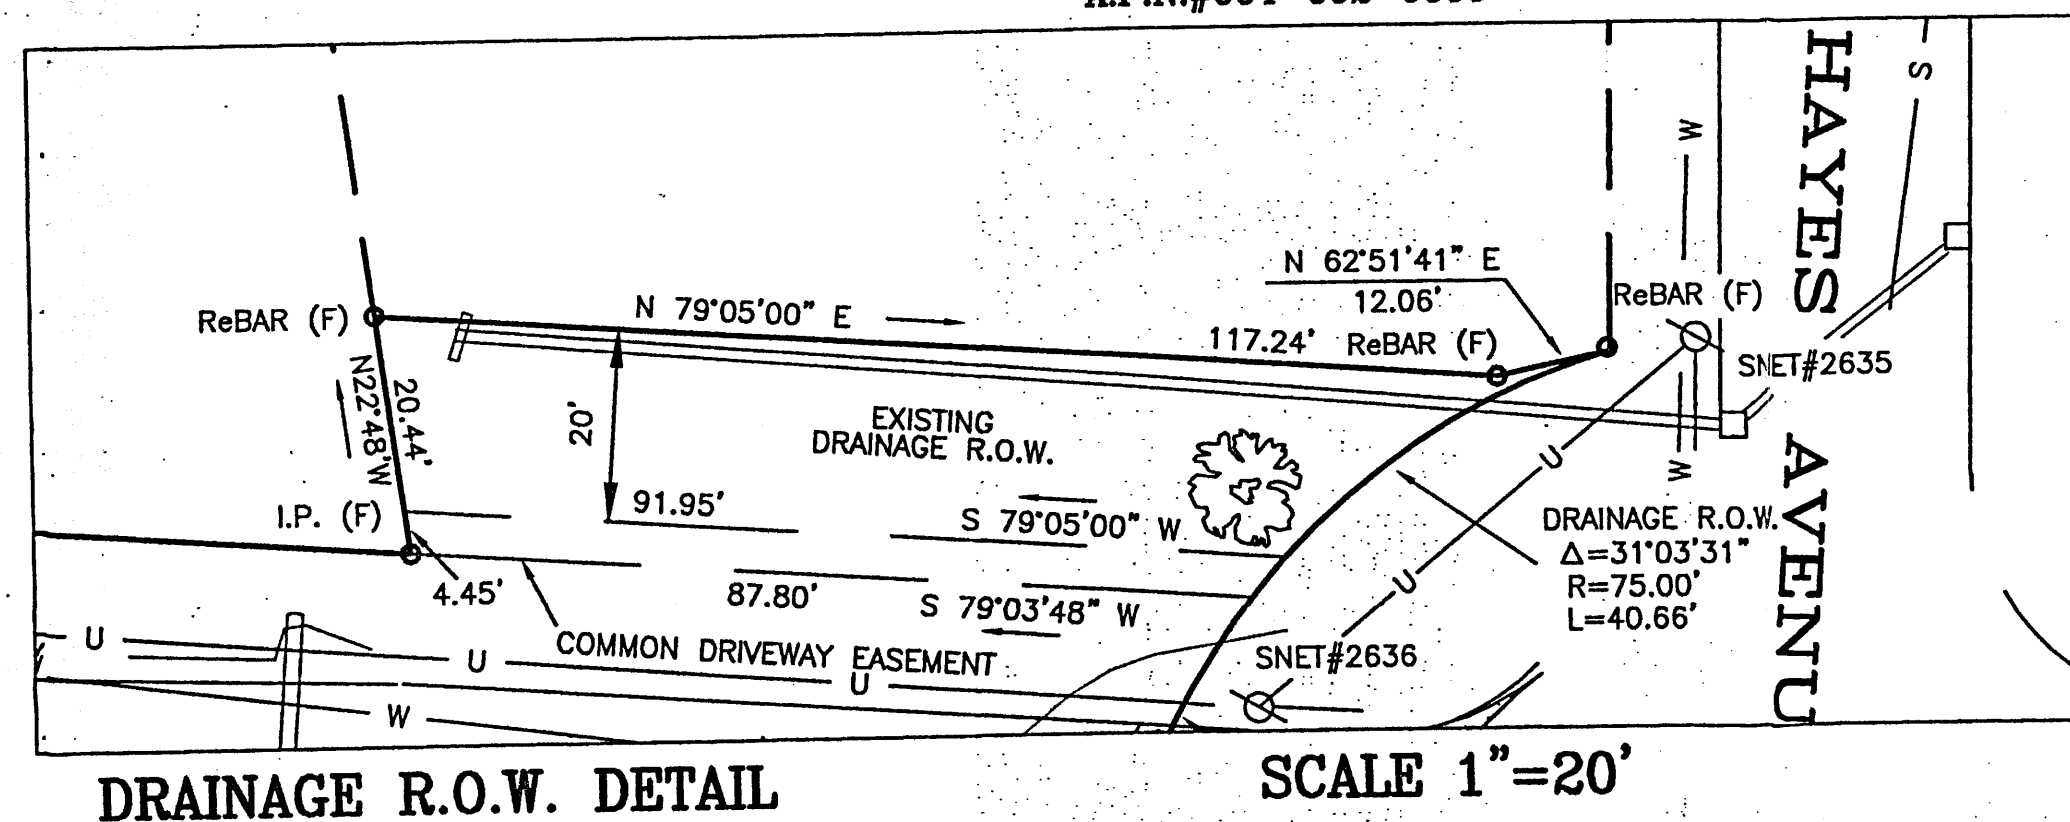 HAYES AVENU
S
W
N 62°51'41" E
12.06'
ReBAR (F)
ReBAR (F)
N 79°05'00" E
117.24' ReBAR (F)
SNET#2635
N22°48'W
20.44'
20'
EXISTING
DRAINAGE R.O.W.
U
W
I.P. (F)
91.95'
S 79°05'00" W
DRAINAGE R.O.W.
Δ=31°03'31"
R=75.00'
L=40.66'
U
4.45'
87.80'
S 79°03'48" W
COMMON DRIVEWAY EASEMENT
SNET#2636
U
U
U
W
DRAINAGE R.O.W. DETAIL
SCALE 1"=20'